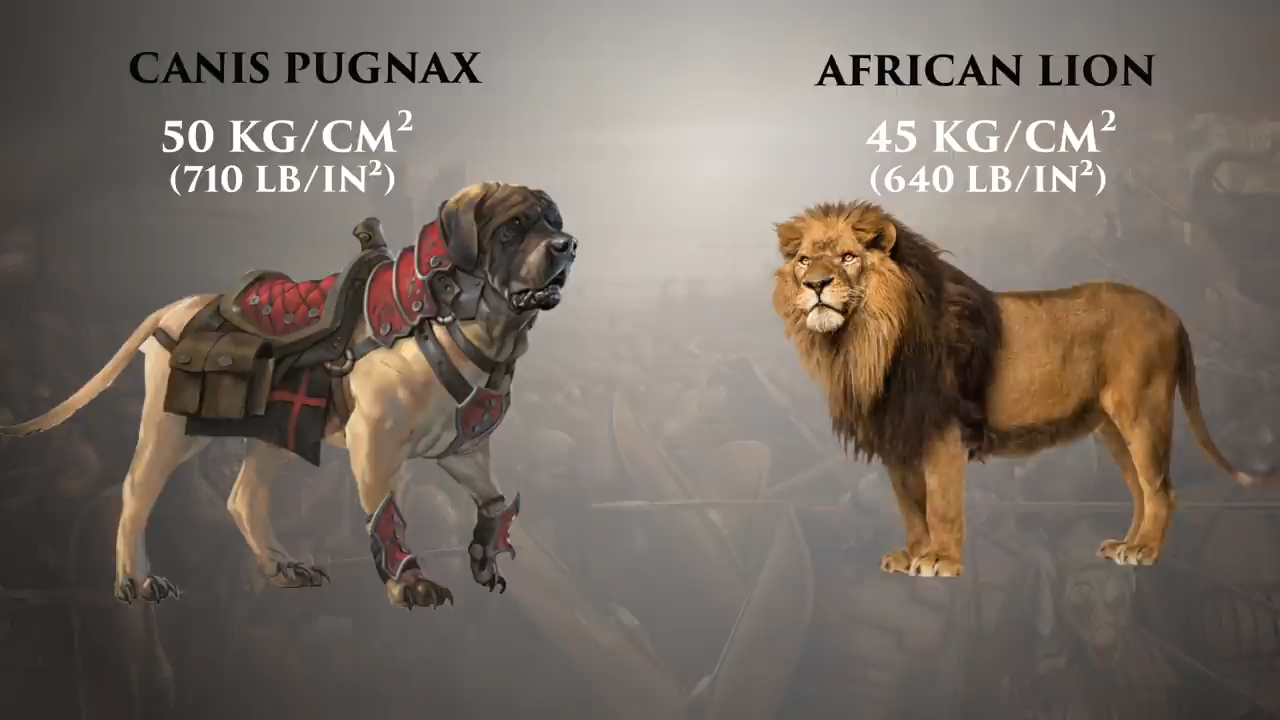 CANIS PUGNAX
50 KG/CM²
(710 LB/IN²)
AFRICAN LION
45 KG/CM²
(640 LB/IN²)